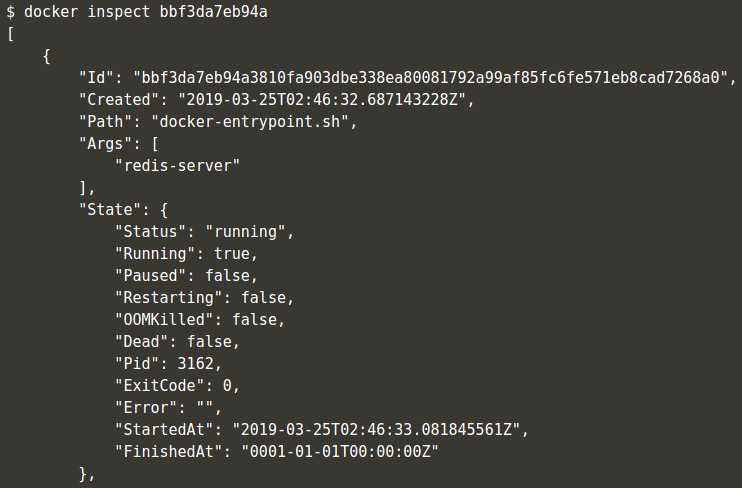 $ docker inspect bbf3da7eb94a
[
    {
        "Id": "bbf3da7eb94a3810fa903dbe338ea80081792a99af85fc6fe571eb8cad7268a0",
        "Created": "2019-03-25T02:46:32.687143228Z",
        "Path": "docker-entrypoint.sh",
        "Args": [
            "redis-server"
        ],
        "State": {
            "Status": "running",
            "Running": true,
            "Paused": false,
            "Restarting": false,
            "OOMKilled": false,
            "Dead": false,
            "Pid": 3162,
            "ExitCode": 0,
            "Error": "",
            "StartedAt": "2019-03-25T02:46:33.081845561Z",
            "FinishedAt": "0001-01-01T00:00:00Z"
        },